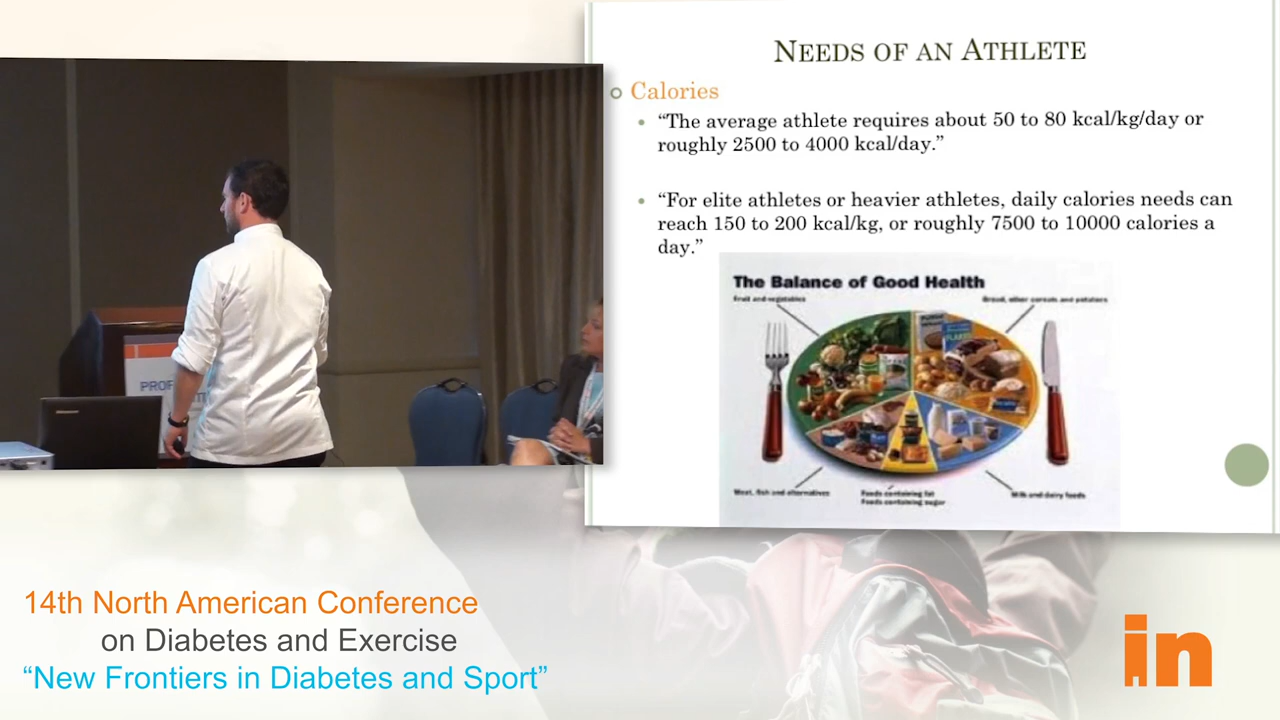 NEEDS OF AN ATHLETE
Calories
“The average athlete requires about 50 to 80 kcal/kg/day or
roughly 2500 to 4000 kcal/day.”
“For elite athletes or heavier athletes, daily calories needs can
reach 150 to 200 kcal/kg, or roughly 7500 to 10000 calories a
day.”
The Balance of Good Health
Fruit and vegetables
Bread, other cereals and potatoes
Meat, fish and alternatives
Foods containing fat
Foods containing sugar
Milk and dairy foods
PROF
14th North American Conference
on Diabetes and Exercise
“New Frontiers in Diabetes and Sport”
in